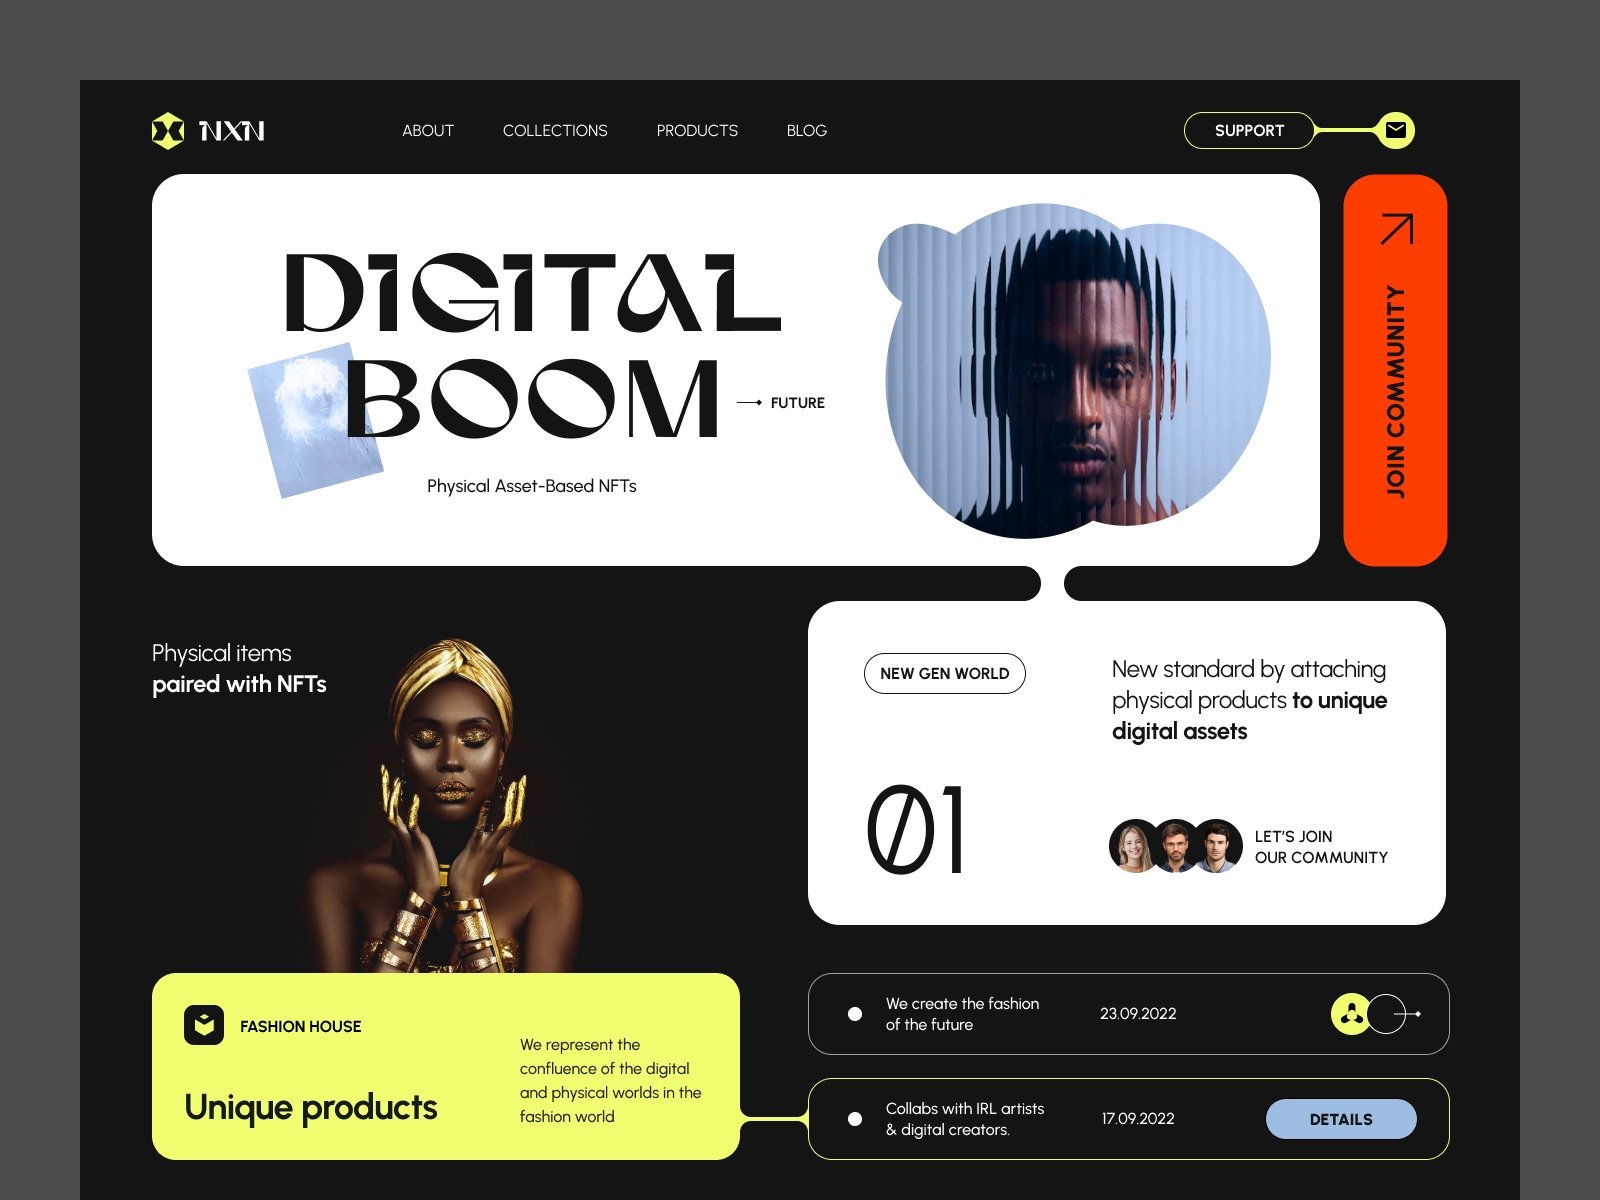 NXN
ABOUT
COLLECTIONS
PRODUCTS
BLOG
SUPPORT
DIGITAL
BOOM
FUTURE
Physical Asset-Based NFTs
JOIN COMMUNITY
Physical items
paired with NFTs
NEW GEN WORLD
New standard by attaching
physical products to unique
digital assets
01
LET'S JOIN
OUR COMMUNITY
FASHION HOUSE
Unique products
We represent the
confluence of the digital
and physical worlds in the
fashion world
We create the fashion
of the future
23.09.2022
Collabs with IRL artists
& digital creators.
17.09.2022
DETAILS